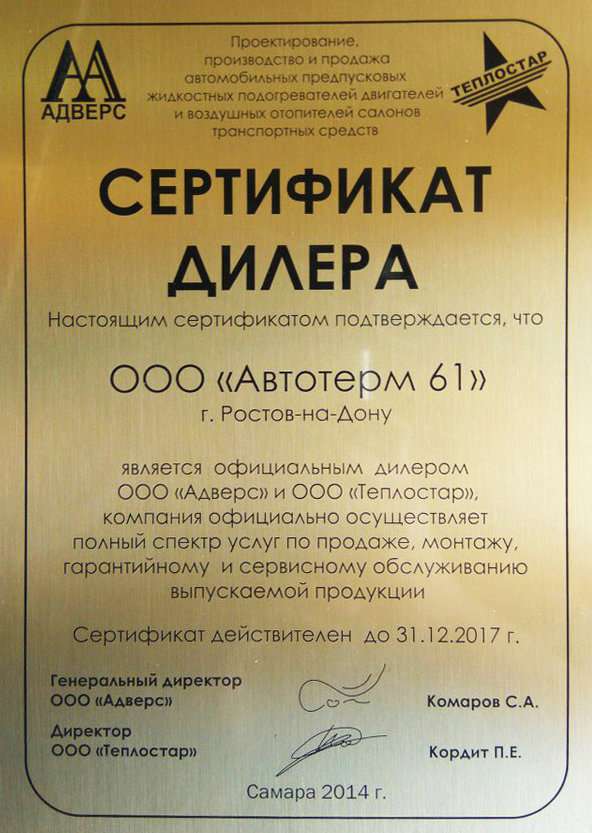 АДВЕРС
Проектирование,
производство и продажа
автомобильных предпусковых
жидкостных подогревателей двигателей
и воздушных отопителей салонов
транспортных средств
ТЕПЛОСТАР
СЕРТИФИКАТ
ДИЛЕРА
Настоящим сертификатом подтверждается, что
ООО «Автотерм 61»
г. Ростов-на-Дону
является официальным дилером
ООО «Адверс» и ООО «Теплостар»,
компания официально осуществляет
полный спектр услуг по продаже, монтажу,
гарантийному и сервисному обслуживанию
выпускаемой продукции
Сертификат действителен до 31.12.2017 г.
Генеральный директор
ООО «Адверс»
Комаров С.А.
Директор
ООО «Теплостар»
Кордит П.Е.
Самара 2014 г.